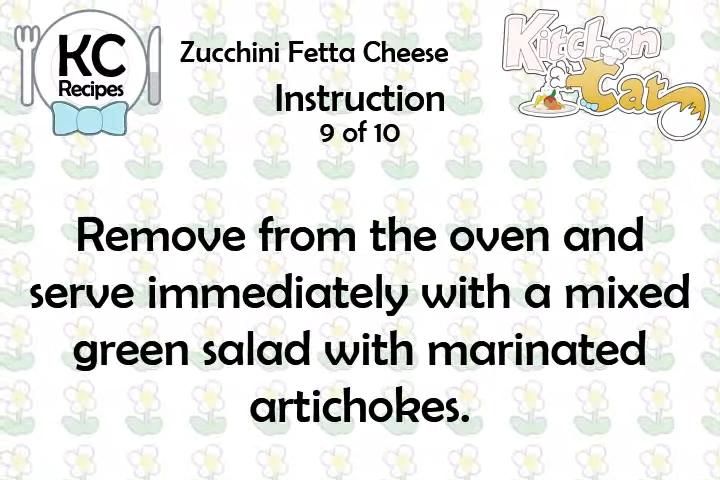 KC
Recipes
Zucchini Fetta Cheese
Instruction
9 of 10
Kitchen
Cat
Remove from the oven and
serve immediately with a mixed
green salad with marinated
artichokes.